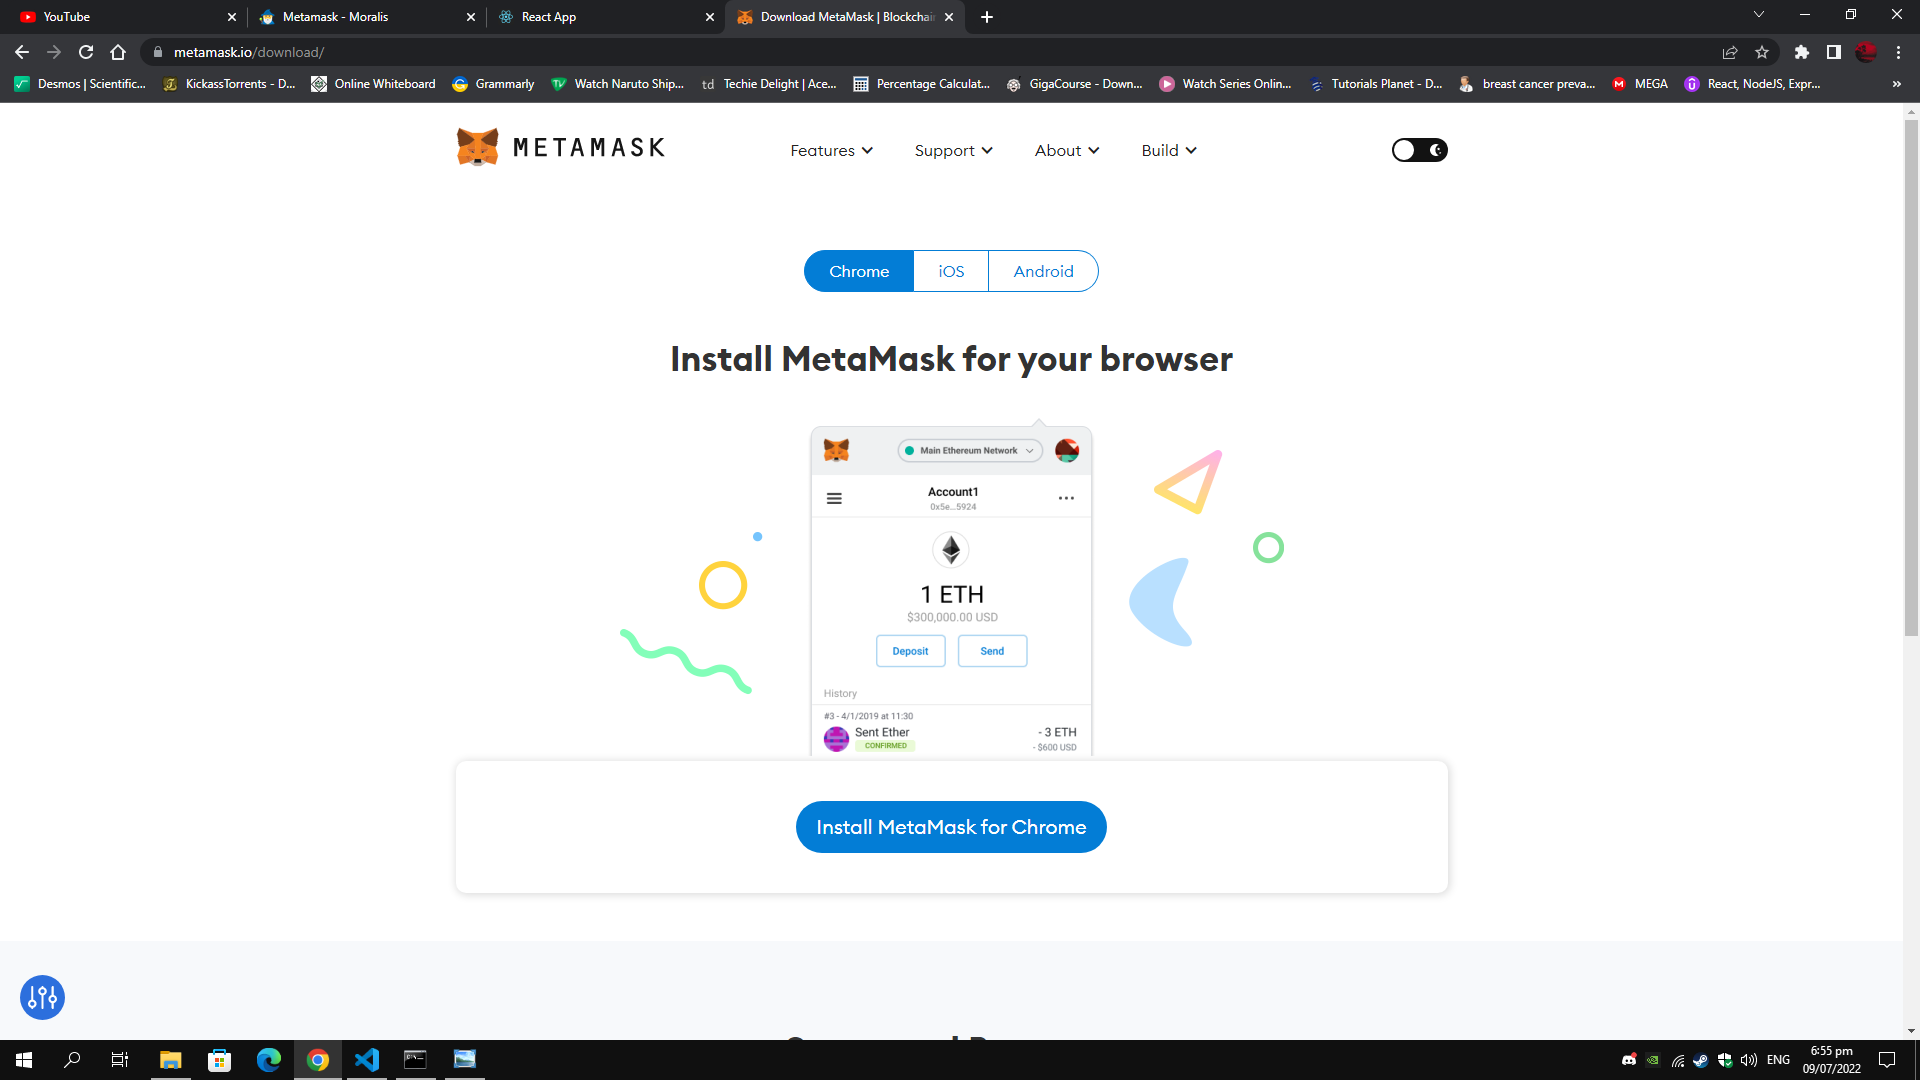 YouTube
Metamask - Moralis
React App
Download MetaMask | Blockchain
metamask.io/download/
Desmos | Scientific...
KickassTorrents - D...
Online Whiteboard
Grammarly
Watch Naruto Ship...
td Techie Delight | Ace...
Percentage Calculat...
GigaCourse - Down...
Watch Series Online...
Tutorials Planet - D...
breast cancer preva...
MEGA
React, NodeJS, Expr...
»
METAMASK
Features
Support
About
Build
Chrome
iOS
Android
Install MetaMask for your browser
Main Ethereum Network
Account1
0x5e...5924
1 ETH
$300,000.00 USD
Deposit
Send
History
#3 - 4/1/2019 at 11:30
Sent Ether
- 3 ETH
CONFIRMED
- $600 USD
Install MetaMask for Chrome
ENG
6:55 pm
09/07/2022